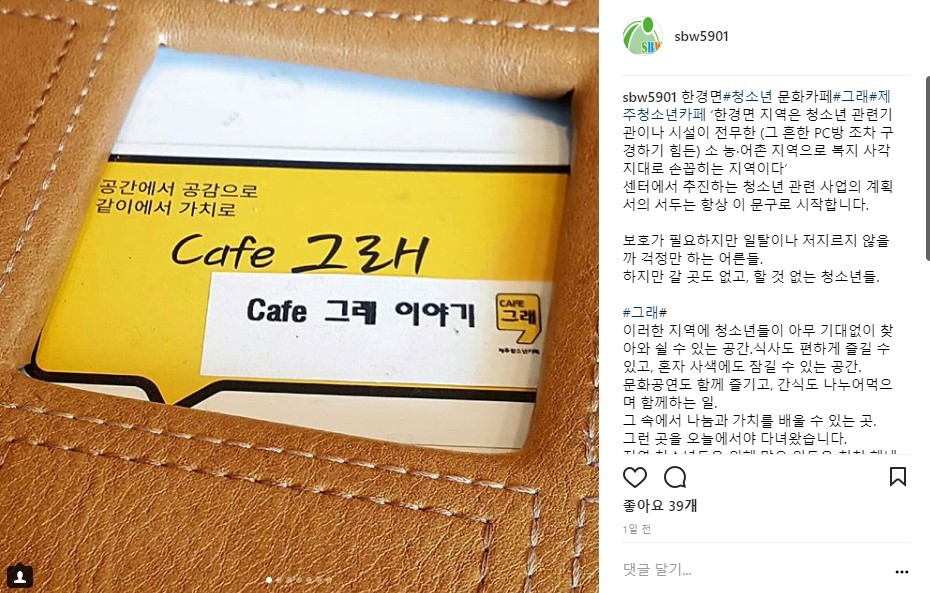 공간에서 공감으로
같이에서 가치로
Cafe 그래
Cafe 그래 이야기
CAFE
그래
제주청소년카페
SBW
sbw5901
sbw5901 한경면#청소년 문화카페#그래#제
주청소년카페 '한경면 지역은 청소년 관련기
관이나 시설이 전무한 (그 흔한 PC방 조차 구
경하기 힘든) 소 농·어촌 지역으로 복지 사각
지대로 손꼽히는 지역이다'
센터에서 추진하는 청소년 관련 사업의 계획
서의 서두는 항상 이 문구로 시작합니다.
보호가 필요하지만 일탈이나 저지르지 않을
까 걱정만 하는 어른들.
하지만 갈 곳도 없고, 할 것 없는 청소년들.
#그래#
이러한 지역에 청소년들이 아무 기대없이 찾
아와 쉴 수 있는 공간.식사도 편하게 즐길 수
있고, 혼자 사색에도 잠길 수 있는 공간.
문화공연도 함께 즐기고, 간식도 나누어먹으
며 함께하는 일.
그 속에서 나눔과 가치를 배울 수 있는 곳.
그런 곳을 오늘에서야 다녀왔습니다.
좋아요 39개
1일 전
댓글 달기...